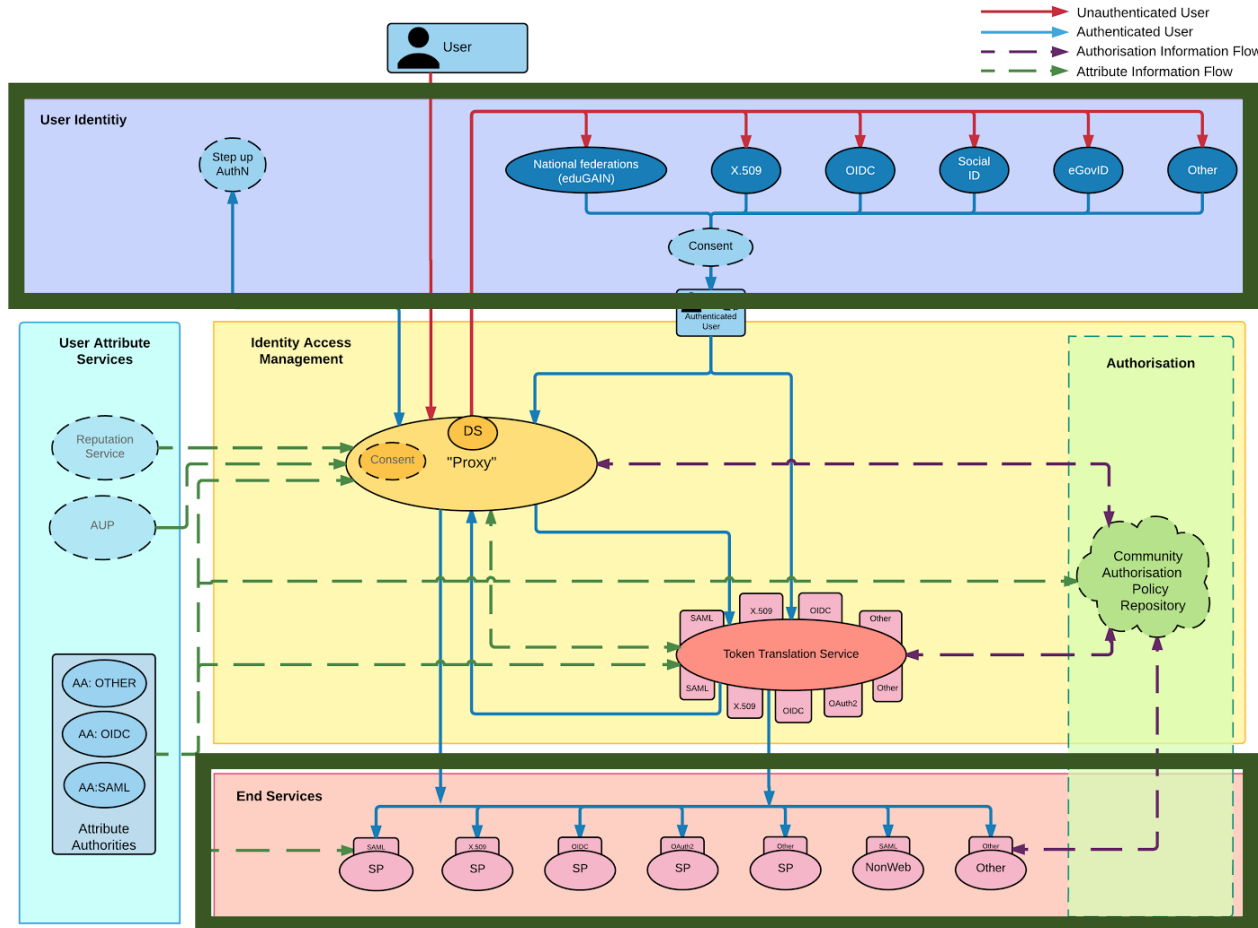 Unauthenticated User
Authenticated User
Authorisation Information Flow
Attribute Information Flow
User
User Identitiy
Step up
AuthN
National federations
(eduGAIN)
X.509
OIDC
Social
ID
eGovID
Other
Consent
Authenticated
User
User Attribute
Services
Identity Access
Management
Authorisation
Reputation
Service
AUP
DS
Consent
"Proxy"
Community
Authorisation
Policy
Repository
SAML
X.509
OIDC
Other
Token Translation Service
SAML
X.509
OIDC
OAuth2
Other
AA: OTHER
AA: OIDC
AA:SAML
Attribute
Authorities
End Services
SAML
SP
X.509
SP
OIDC
SP
OAuth2
SP
Other
SP
SAML
NonWeb
Other
Other